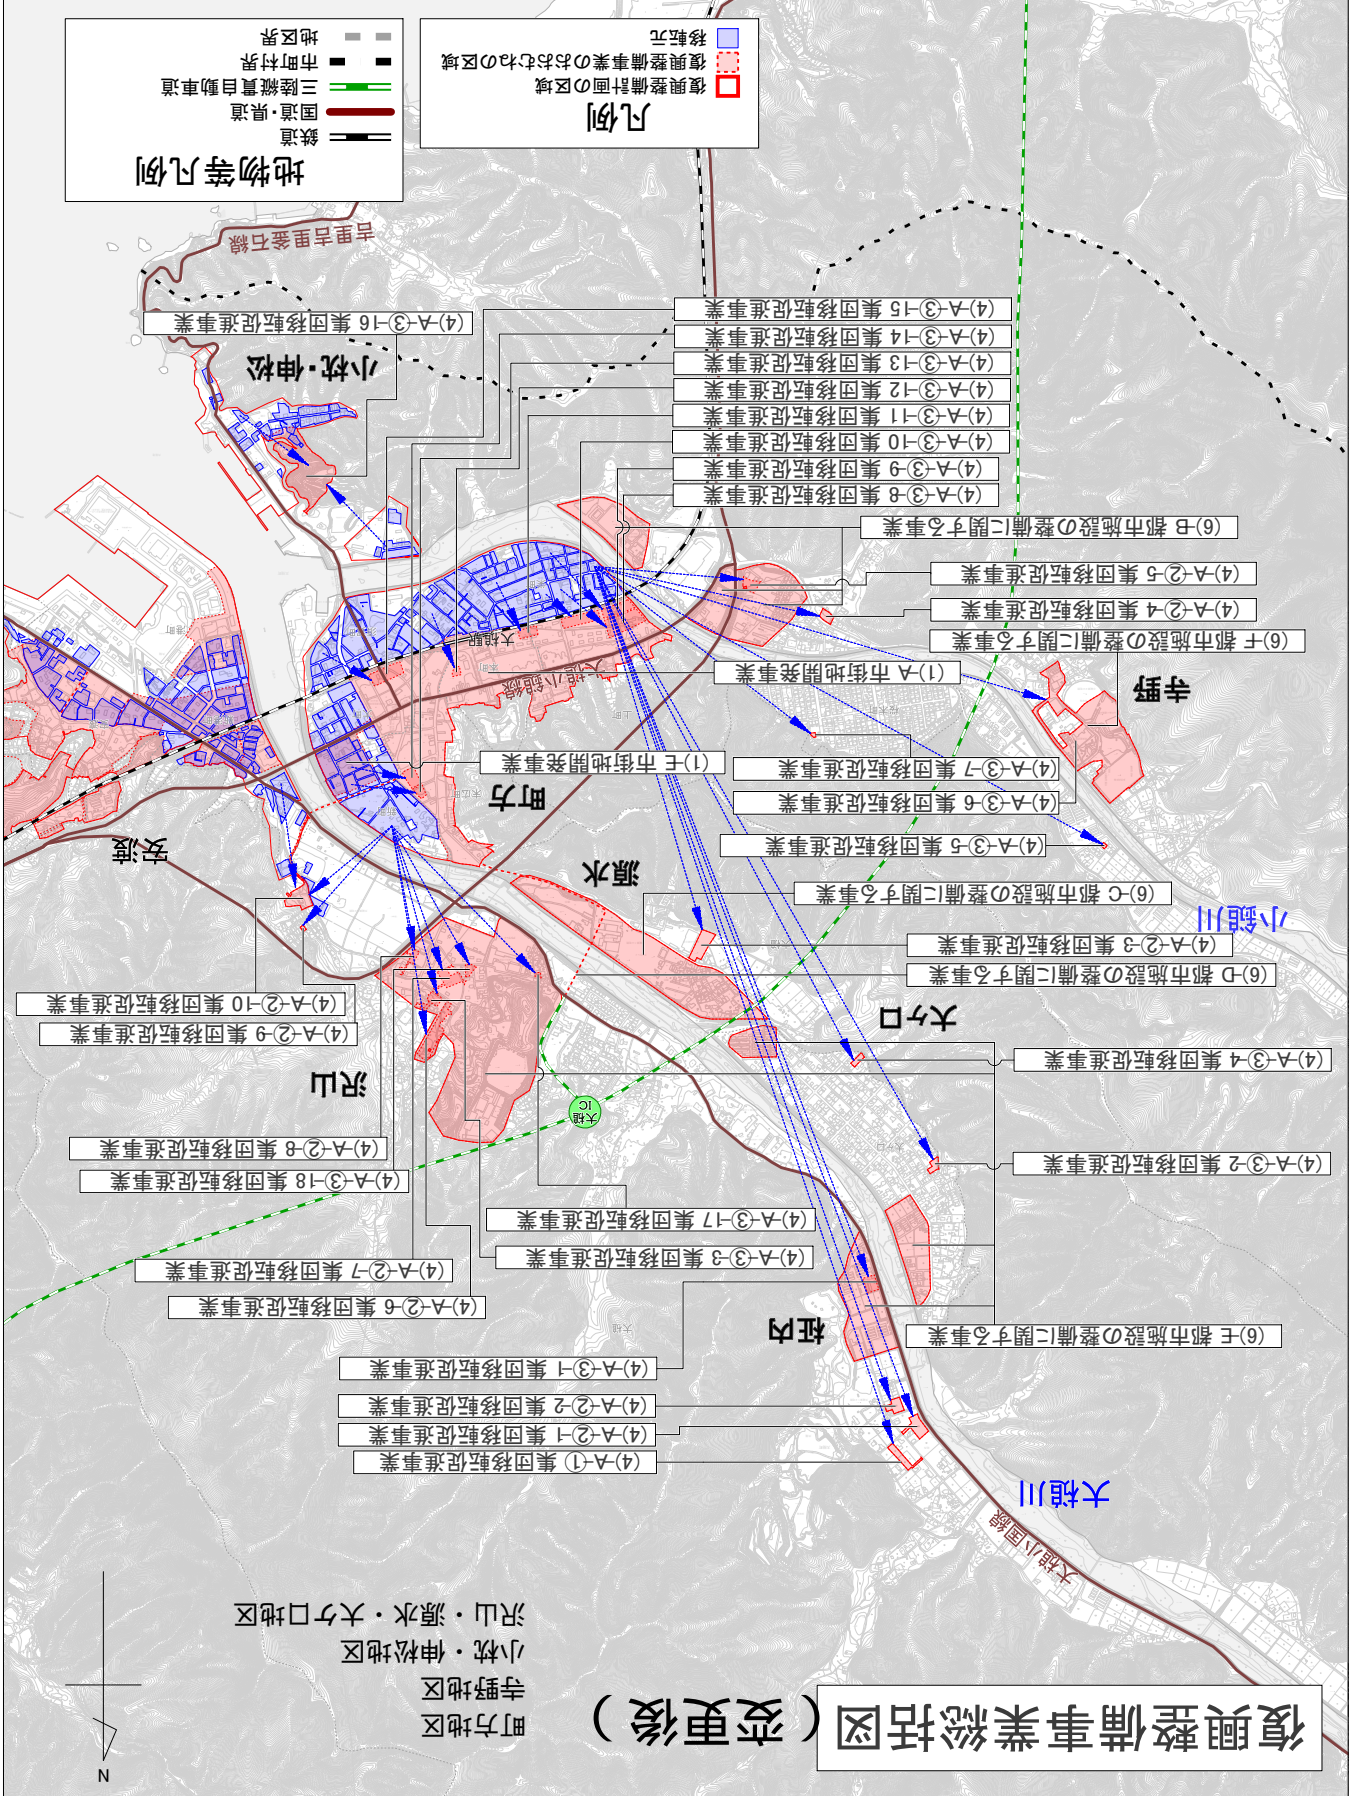 復興整備事業総括図
(変更後)
町方地区
寺野地区
小枕・伸松地区
沢山・源水・大ケ口地区
N
大槌小国線
大槌川
(4)-A-① 集団移転促進事業
(4)-A-②-1 集団移転促進事業
(4)-A-②-2 集団移転促進事業
(4)-A-③-1 集団移転促進事業
(6)-E 都市施設の整備に関する事業
柾内
(4)-A-②-6 集団移転促進事業
(4)-A-②-7 集団移転促進事業
(4)-A-③-3 集団移転促進事業
(4)-A-③-17 集団移転促進事業
(4)-A-③-18 集団移転促進事業
(4)-A-②-8 集団移転促進事業
(4)-A-③-2 集団移転促進事業
大槌
IC
沢山
(4)-A-③-4 集団移転促進事業
(4)-A-②-9 集団移転促進事業
(4)-A-②-10 集団移転促進事業
大ヶ口
(6)-D 都市施設の整備に関する事業
(4)-A-②-3 集団移転促進事業
小鎚川
(6)-C 都市施設の整備に関する事業
源水
安渡
(4)-A-③-5 集団移転促進事業
(4)-A-③-6 集団移転促進事業
(4)-A-③-7 集団移転促進事業
町方
(1)-E 市街地開発事業
(1)-A 市街地開発事業
寺野
大槌小鎚線
大槌駅
(6)-F 都市施設の整備に関する事業
(4)-A-②-4 集団移転促進事業
(4)-A-②-5 集団移転促進事業
(6)-B 都市施設の整備に関する事業
(4)-A-③-8 集団移転促進事業
(4)-A-③-9 集団移転促進事業
(4)-A-③-10 集団移転促進事業
(4)-A-③-11 集団移転促進事業
(4)-A-③-12 集団移転促進事業
(4)-A-③-13 集団移転促進事業
(4)-A-③-14 集団移転促進事業
(4)-A-③-15 集団移転促進事業
小枕・伸松
(4)-A-③-16 集団移転促進事業
吉里吉里釜石線
凡例
復興整備計画の区域
復興整備事業のおおむねの区域
移転元
地物等凡例
鉄道
国道・県道
三陸縦貫自動車道
市町村界
地区界